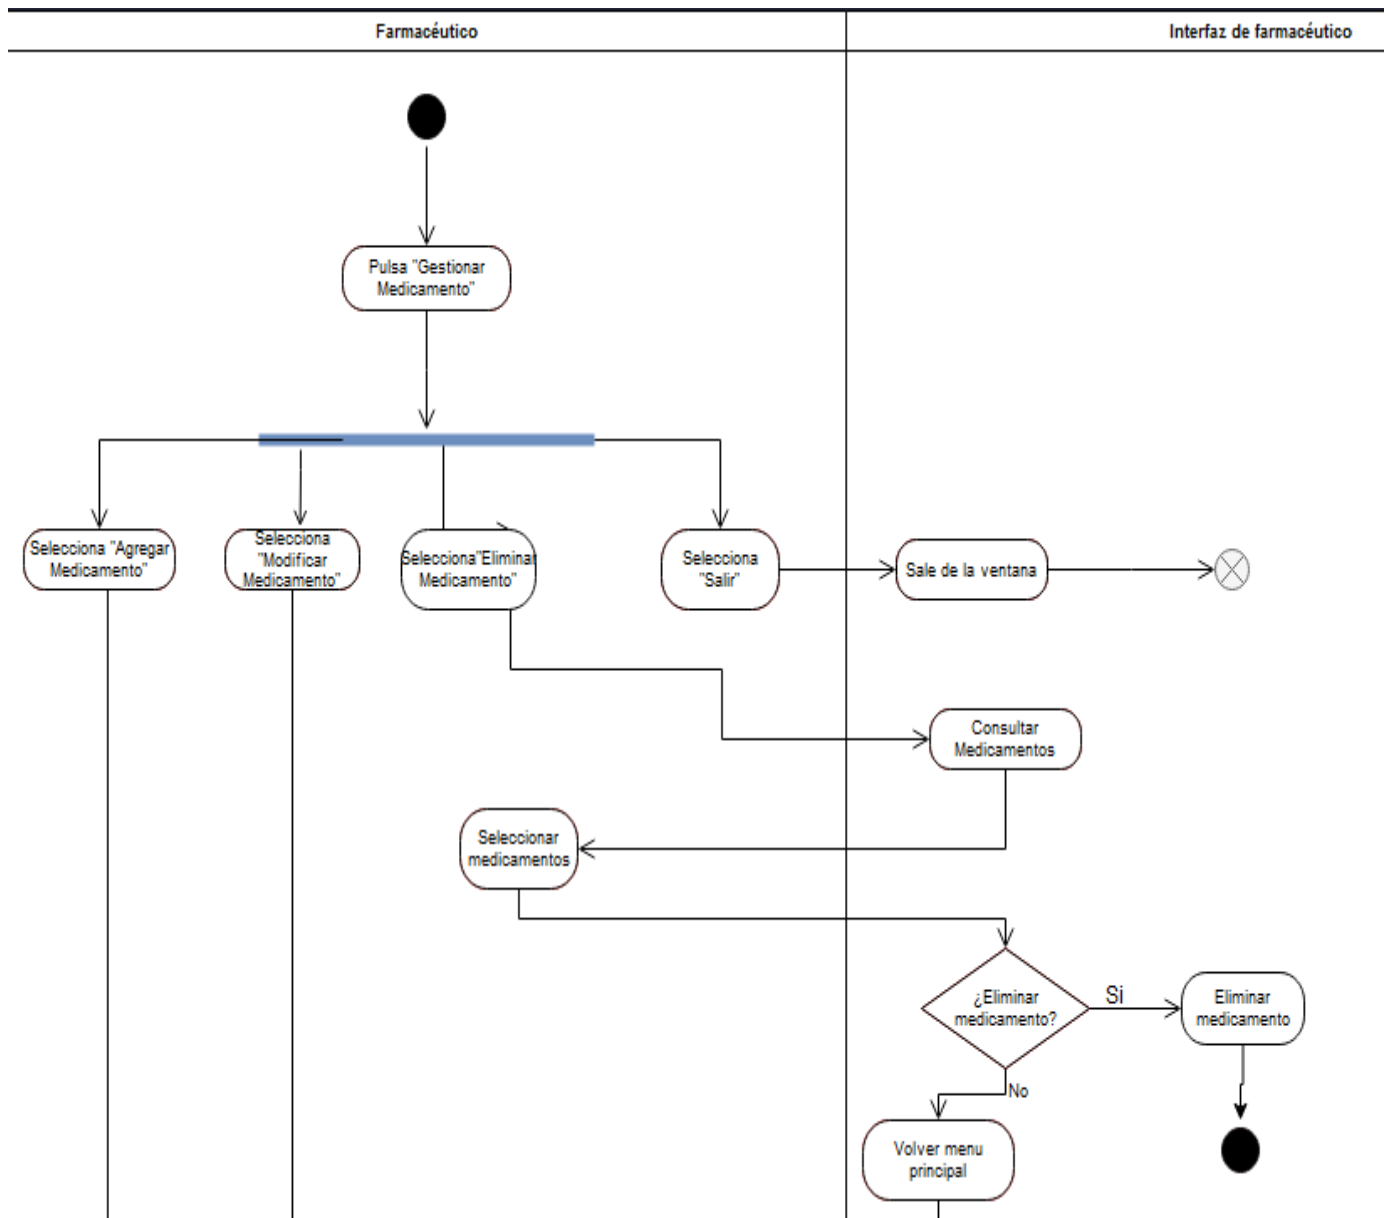 Farmacéutico
Interfaz de farmacéutico
Pulsa "Gestionar
Medicamento"
Selecciona "Agregar
Medicamento"
Selecciona
"Modificar
Medicamento"
Selecciona"Eliminar
Medicamento"
Selecciona
"Salir"
Sale de la ventana
Consultar
Medicamentos
Seleccionar
medicamentos
¿Eliminar
medicamento?
Si
Eliminar
medicamento
No
Volver menu
principal